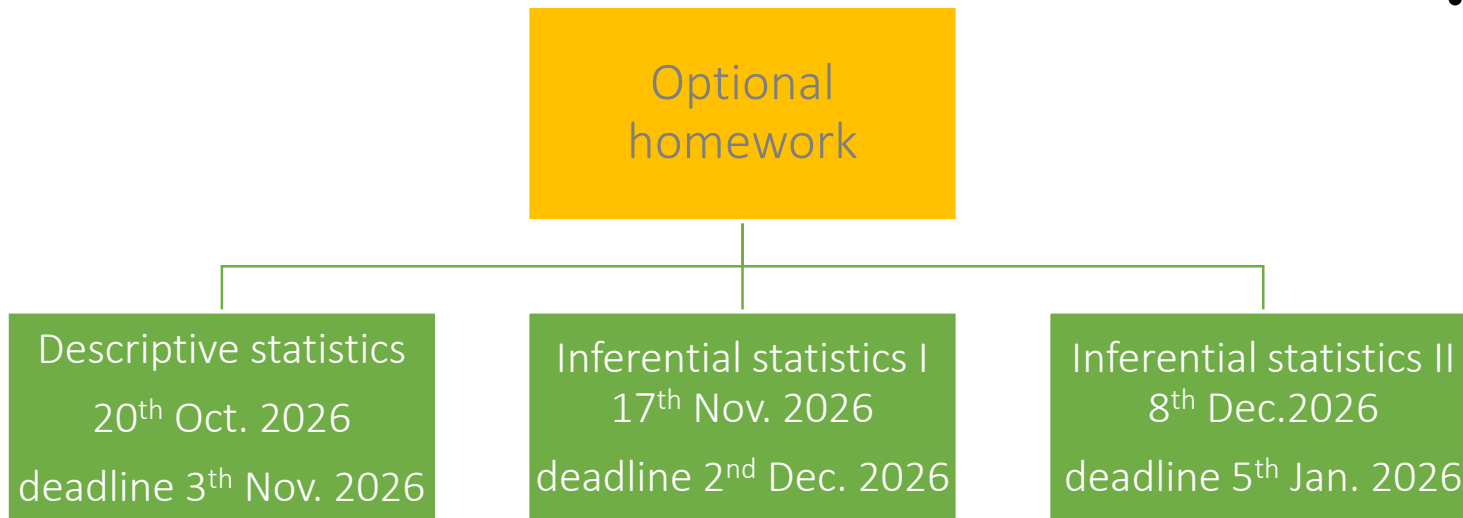 Optional
homework
Descriptive statistics
20th Oct. 2026
deadline 3th Nov. 2026
Inferential statistics I
17th Nov. 2026
deadline 2nd Dec. 2026
Inferential statistics II
8th Dec.2026
deadline 5th Jan. 2026